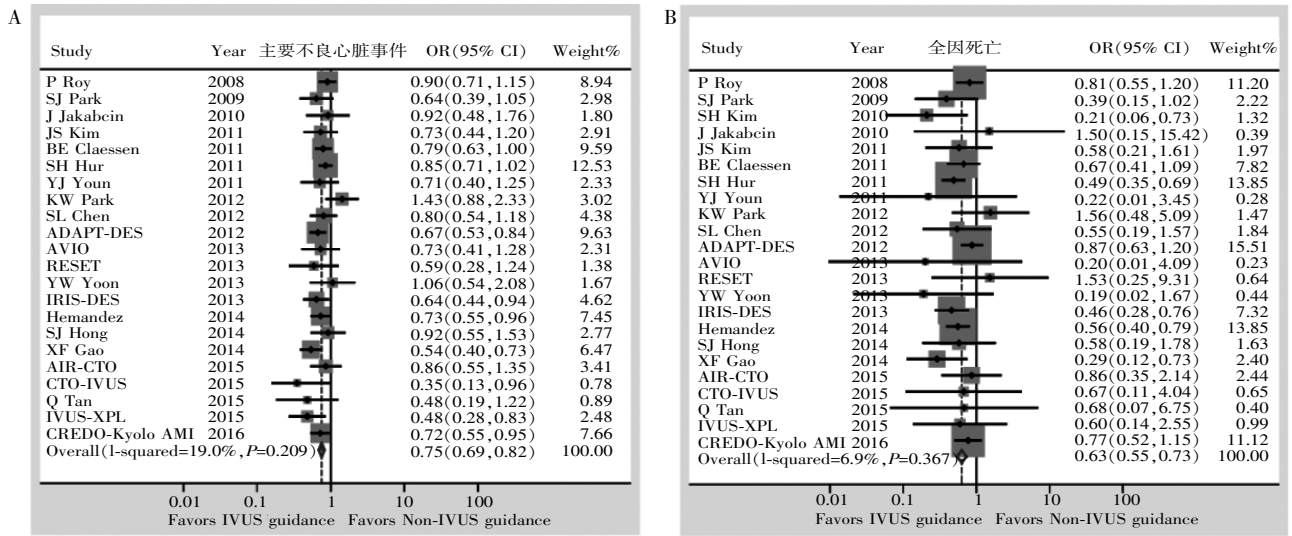 A
Study Year 主要不良心脏事件 OR(95% CI) Weight%
P Roy 2008 0.90(0.71,1.15) 8.94
SJ Park 2009 0.64(0.39,1.05) 2.98
J Jakabcin 2010 0.92(0.48,1.76) 1.80
JS Kim 2011 0.73(0.44,1.20) 2.91
BE Claessen 2011 0.79(0.63,1.00) 9.59
SH Hur 2011 0.85(0.71,1.02) 12.53
YJ Youn 2011 0.71(0.40,1.25) 2.33
KW Park 2012 1.43(0.88,2.33) 3.02
SL Chen 2012 0.80(0.54,1.18) 4.38
ADAPT-DES 2012 0.67(0.53,0.84) 9.63
AVIO 2013 0.73(0.41,1.28) 2.31
RESET 2013 0.59(0.28,1.24) 1.38
YW Yoon 2013 1.06(0.54,2.08) 1.67
IRIS-DES 2013 0.64(0.44,0.94) 4.62
Hemandez 2014 0.73(0.55,0.96) 7.45
SJ Hong 2014 0.92(0.55,1.53) 2.77
XF Gao 2014 0.54(0.40,0.73) 6.47
AIR-CTO 2015 0.86(0.55,1.35) 3.41
CTO-IVUS 2015 0.35(0.13,0.96) 0.78
Q Tan 2015 0.48(0.19,1.22) 0.89
IVUS-XPL 2015 0.48(0.28,0.83) 2.48
CREDO-Kyolo AMI 2016 0.72(0.55,0.95) 7.66
Overall(1-squared=19.0%,P=0.209) 0.75(0.69,0.82) 100.00
0.01 0.1 1 10 100
Favors IVUS guidance Favors Non-IVUS guidance
B
Study Year 全因死亡 OR(95% CI) Weight%
P Roy 2008 0.81(0.55,1.20) 11.20
SJ Park 2009 0.39(0.15,1.02) 2.22
SH Kim 2010 0.21(0.06,0.73) 1.32
J Jakabcin 2010 1.50(0.15,15.42) 0.39
JS Kim 2011 0.58(0.21,1.61) 1.97
BE Claessen 2011 0.67(0.41,1.09) 7.82
SH Hur 2011 0.49(0.35,0.69) 13.85
YJ Youn 2011 0.22(0.01,3.45) 0.28
KW Park 2012 1.56(0.48,5.09) 1.47
SL Chen 2012 0.55(0.19,1.57) 1.84
ADAPT-DES 2012 0.87(0.63,1.20) 15.51
AVIO 2013 0.20(0.01,4.09) 0.23
RESET 2013 1.53(0.25,9.31) 0.64
YW Yoon 2013 0.19(0.02,1.67) 0.44
IRIS-DES 2013 0.46(0.28,0.76) 7.32
Hemandez 2014 0.56(0.40,0.79) 13.85
SJ Hong 2014 0.58(0.19,1.78) 1.63
XF Gao 2014 0.29(0.12,0.73) 2.40
AIR-CTO 2015 0.86(0.35,2.14) 2.44
CTO-IVUS 2015 0.67(0.11,4.04) 0.65
Q Tan 2015 0.68(0.07,6.75) 0.40
IVUS-XPL 2015 0.60(0.14,2.55) 0.99
CREDO-Kyolo AMI 2016 0.77(0.52,1.15) 11.12
Overall(1-squared=6.9%,P=0.367) 0.63(0.55,0.73) 100.00
0.01 0.1 1 10 100
Favors IVUS guidance Favors Non-IVUS guidance